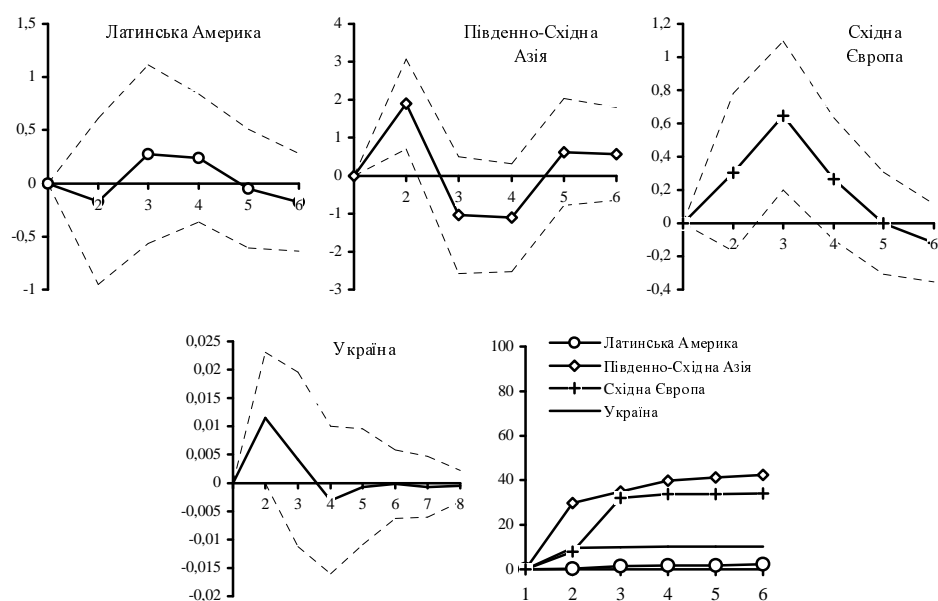 Латинська Америка
1,5
1
0,5
0
-0,5
-1
2 3 4 5 6
Південно-Східна
Азія
4
3
2
1
0
-1
-2
-3
2 3 4 5 6
Східна
Європа
1,2
1
0,8
0,6
0,4
0,2
0
-0,2
-0,4
2 3 4 5 6
Україна
0,025
0,02
0,015
0,01
0,005
0
-0,005
-0,01
-0,015
-0,02
2 3 4 5 6 7 8
Латинська Америка
Південно-Східна Азія
Східна Європа
Україна
100
80
60
40
20
0
1 2 3 4 5 6